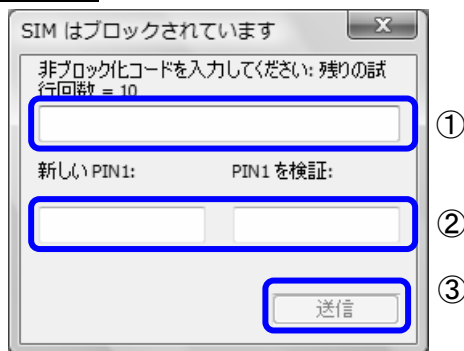 SIM はブロックされています
x
非ブロック化コードを入力してください: 残りの試
行回数 = 10
①
新しい PIN1: PIN1 を検証:
②
③
送信